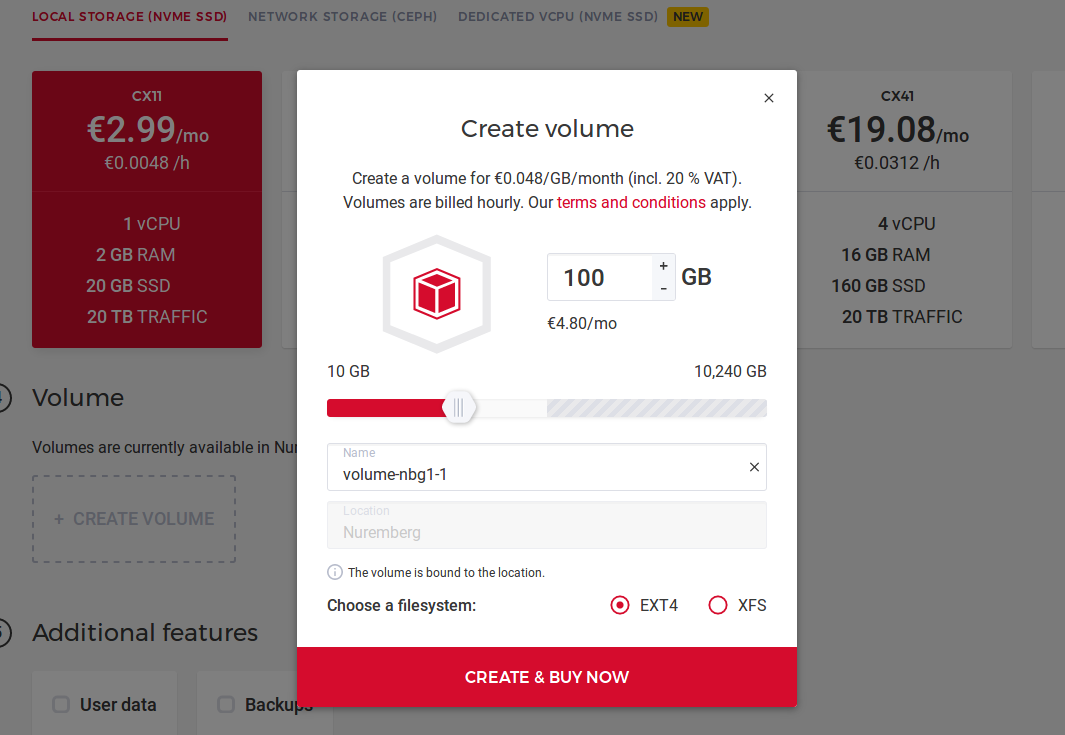 LOCAL STORAGE (NVME SSD) NETWORK STORAGE (CEPH) DEDICATED VCPU (NVME SSD) NEW
CX11
€2.99/mo
€0.0048 /h
1 vCPU
2 GB RAM
20 GB SSD
20 TB TRAFFIC
CX41
€19.08/mo
€0.0312 /h
4 vCPU
16 GB RAM
160 GB SSD
20 TB TRAFFIC
Volume
Volumes are currently available in
+ CREATE VOLUME
Additional features
User data
Backups
×
Create volume
Create a volume for €0.048/GB/month (incl. 20 % VAT).
Volumes are billed hourly. Our terms and conditions apply.
100 + - GB
€4.80/mo
10 GB 10,240 GB
Name
volume-nbg1-1 ×
Location
Nuremberg
The volume is bound to the location.
Choose a filesystem: EXT4 XFS
CREATE & BUY NOW